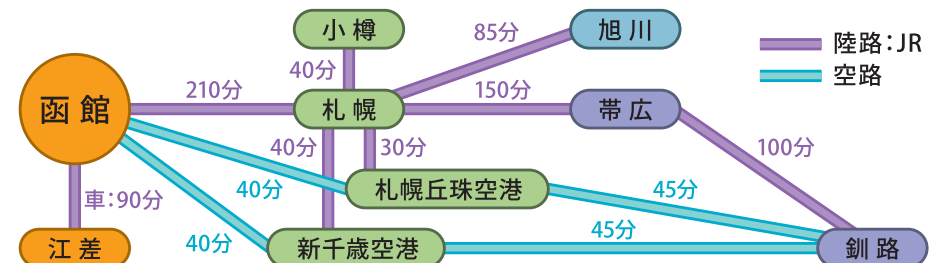 小樽
旭川
85分
陸路:JR
40分
空路
210分
150分
函館
札幌
帯広
40分
30分
100分
札幌丘珠空港
40分
45分
車:90分
45分
40分
江差
新千歳空港
釧路